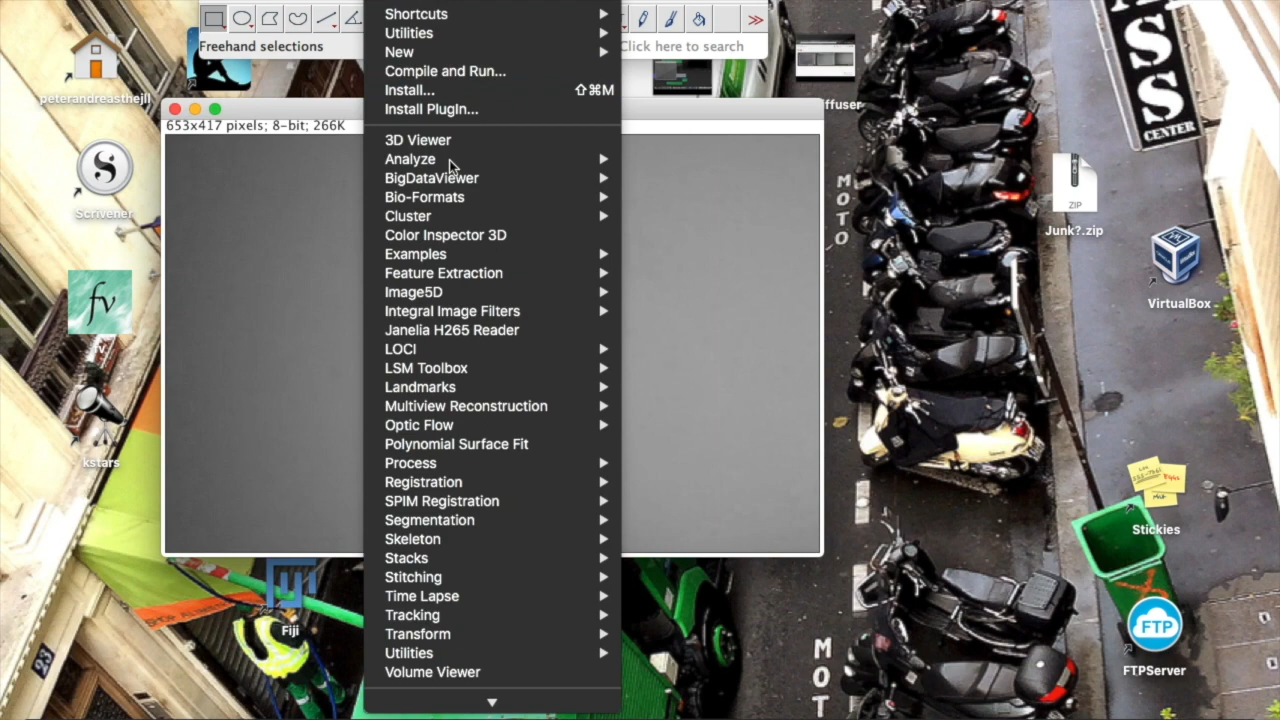 Shortcuts
Utilities
New
Compile and Run...
Install... ⇧⌘M
Install PlugIn...
3D Viewer
Analyze
BigDataViewer
Bio-Formats
Cluster
Color Inspector 3D
Examples
Feature Extraction
Image5D
Integral Image Filters
Janelia H265 Reader
LOCI
LSM Toolbox
Landmarks
Multiview Reconstruction
Optic Flow
Polynomial Surface Fit
Process
Registration
SPIM Registration
Segmentation
Skeleton
Stacks
Stitching
Time Lapse
Tracking
Transform
Utilities
Volume Viewer
Freehand selections
Click here to search
653x417 pixels; 8-bit; 266K
peterandreasthejll
Scrivener
fv
kstars
Fiji
23
ffuser
ZIP
Junk?.zip
VirtualBox
Stickies
FTP
FTPServer
SS
CENTER
MOTO
MOT